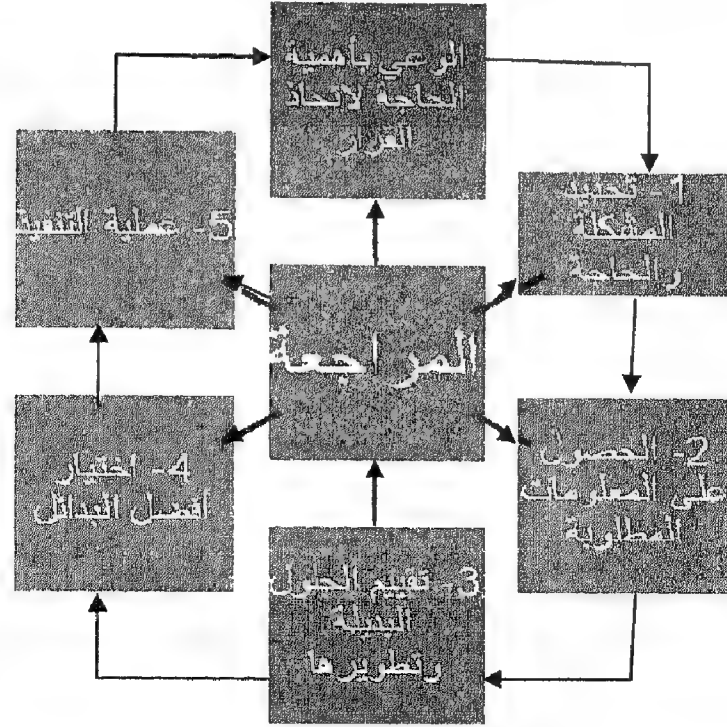 الوعي بأهمية
الحاجة لاتخاذ
القرار
1- تحديد
المشكلة
والحاجة
2- الحصول
على المعلومات
المطلوبة
3- تقييم الحلول
البديلة
وتطويرها
4- اختيار
أفضل البدائل
5- عملية التنفيذ
المراجعة